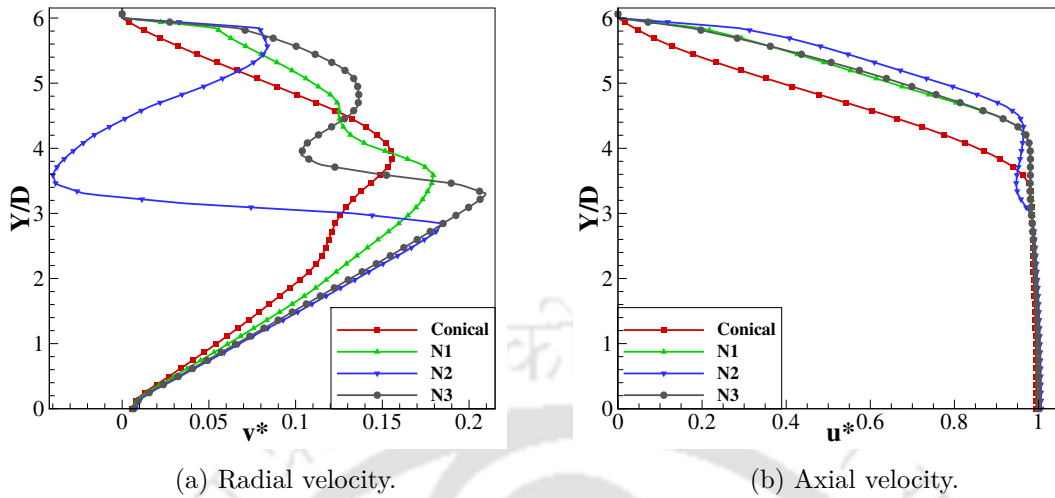 Y/D
6
5
4
3
2
1
0
0
0.05
0.1
0.15
0.2
v*
Conical
N1
N2
N3
(a) Radial velocity.
Y/D
6
5
4
3
2
1
0
0
0.2
0.4
0.6
0.8
1
u*
Conical
N1
N2
N3
(b) Axial velocity.